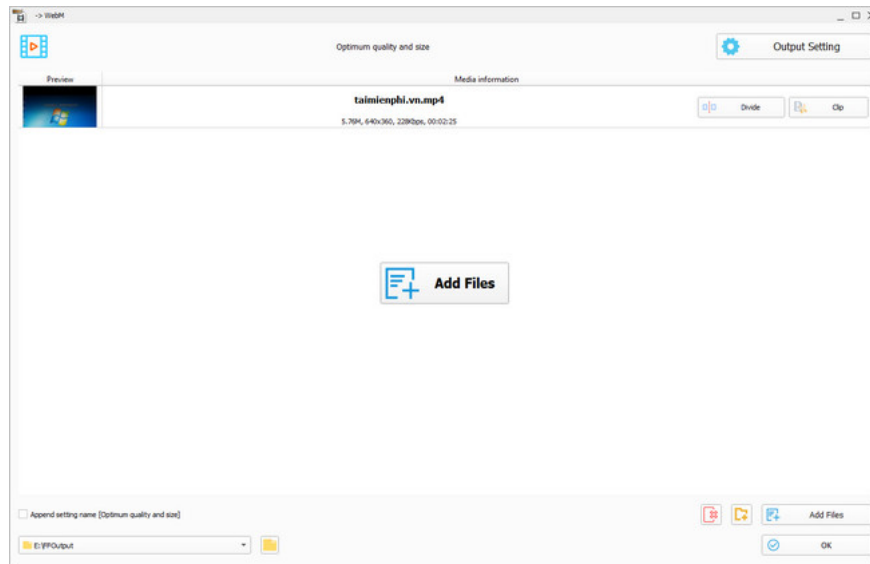 -> WebM
Optimum quality and size
Output Setting
Preview
Media information
taimienphi.vn.mp4
5.76M, 640x360, 228Kbps, 00:02:25
Divide
Clip
Add Files
Append setting name [Optimum quality and size]
Add Files
E:\FFOutput
OK